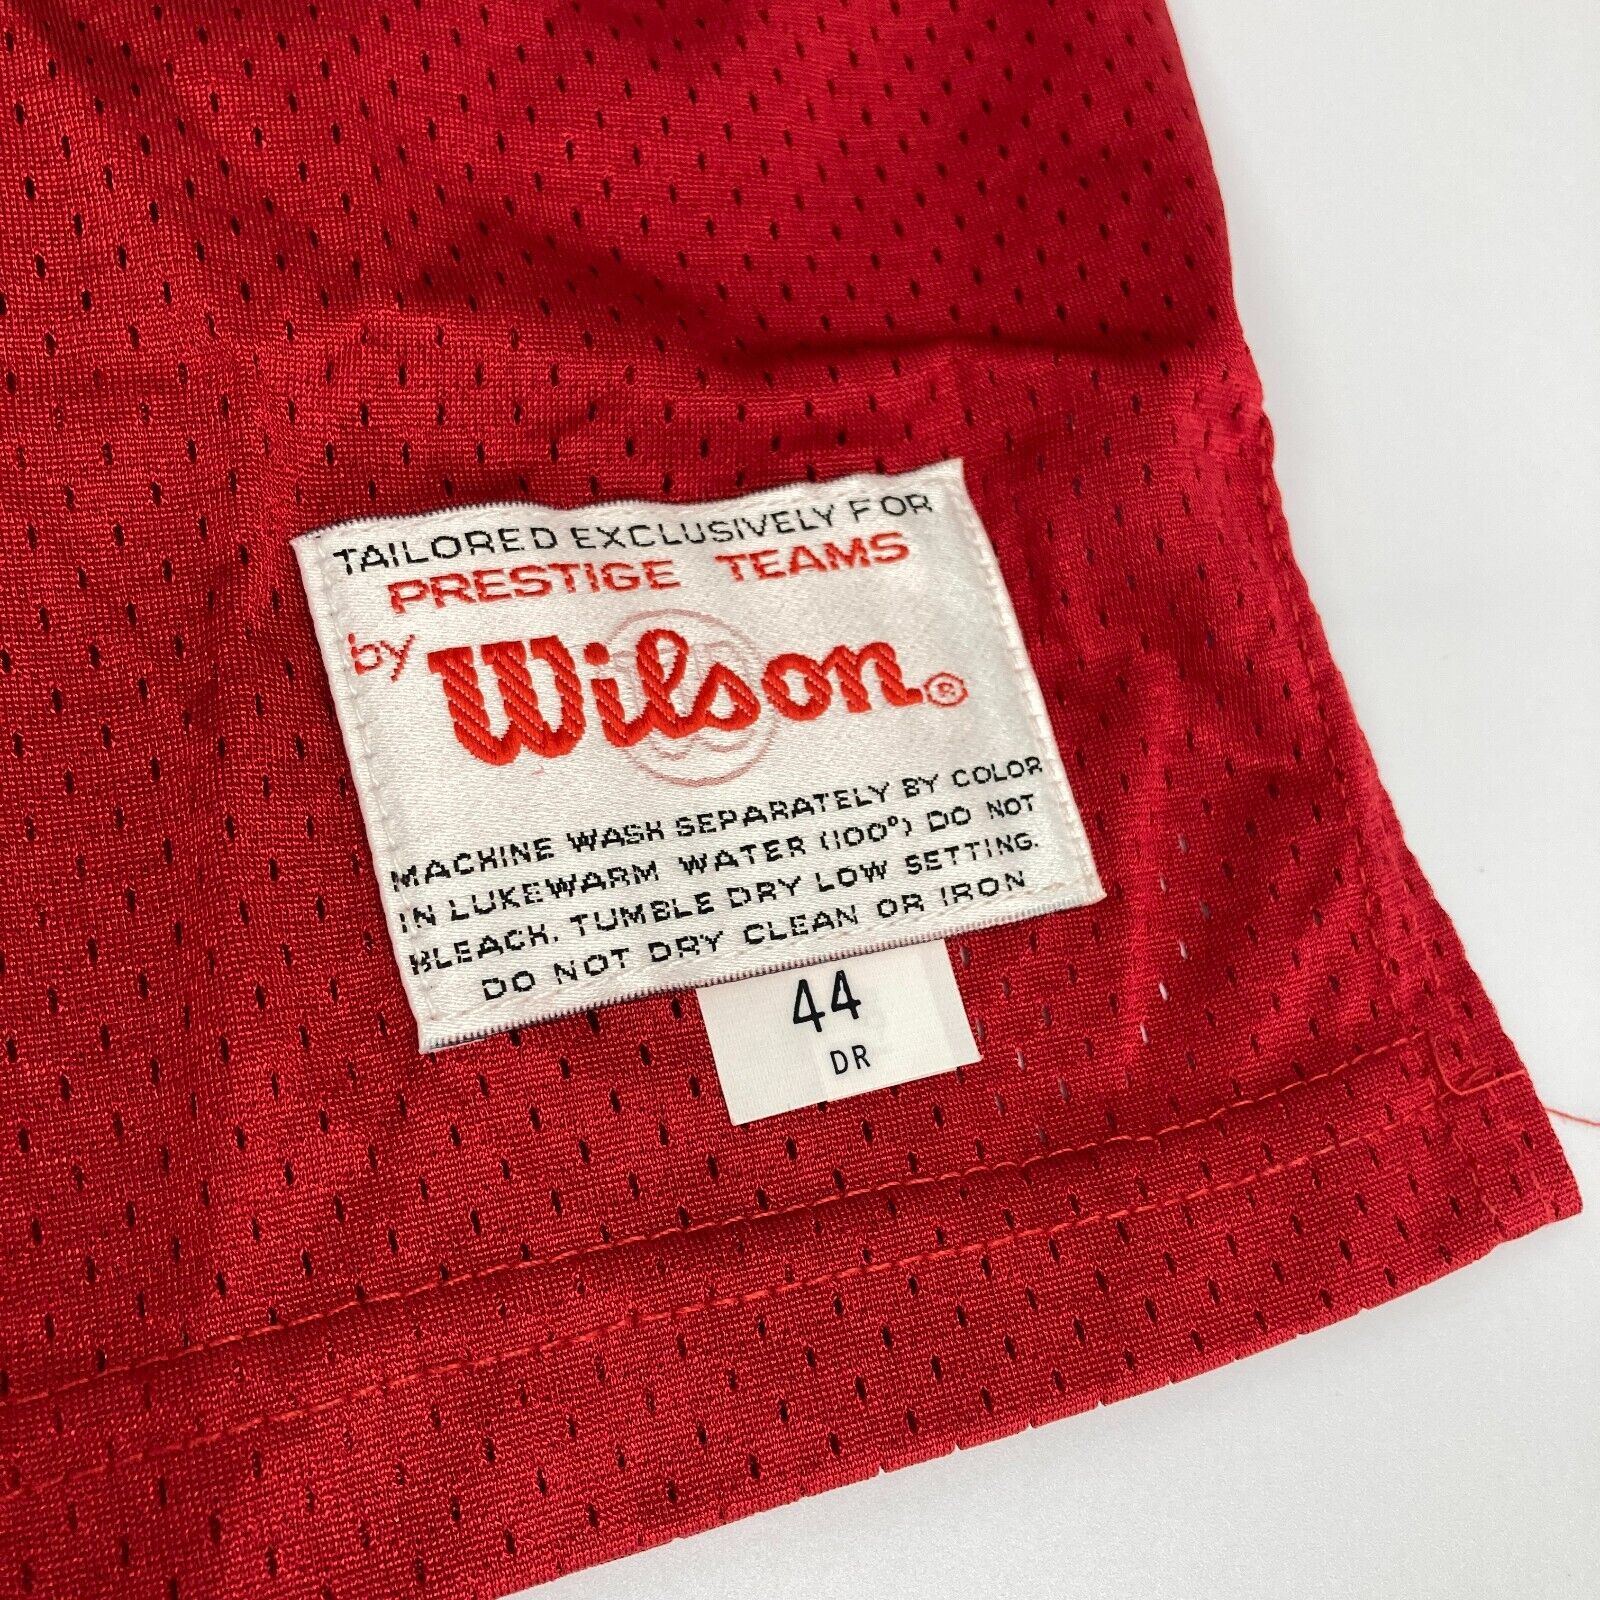 TAILORED EXCLUSIVELY FOR
PRESTIGE TEAMS
by Wilson®
MACHINE WASH SEPARATELY BY COLOR
IN LUKEWARM WATER (100°) DO NOT
BLEACH. TUMBLE DRY LOW SETTING.
DO NOT DRY CLEAN OR IRON
44
DR